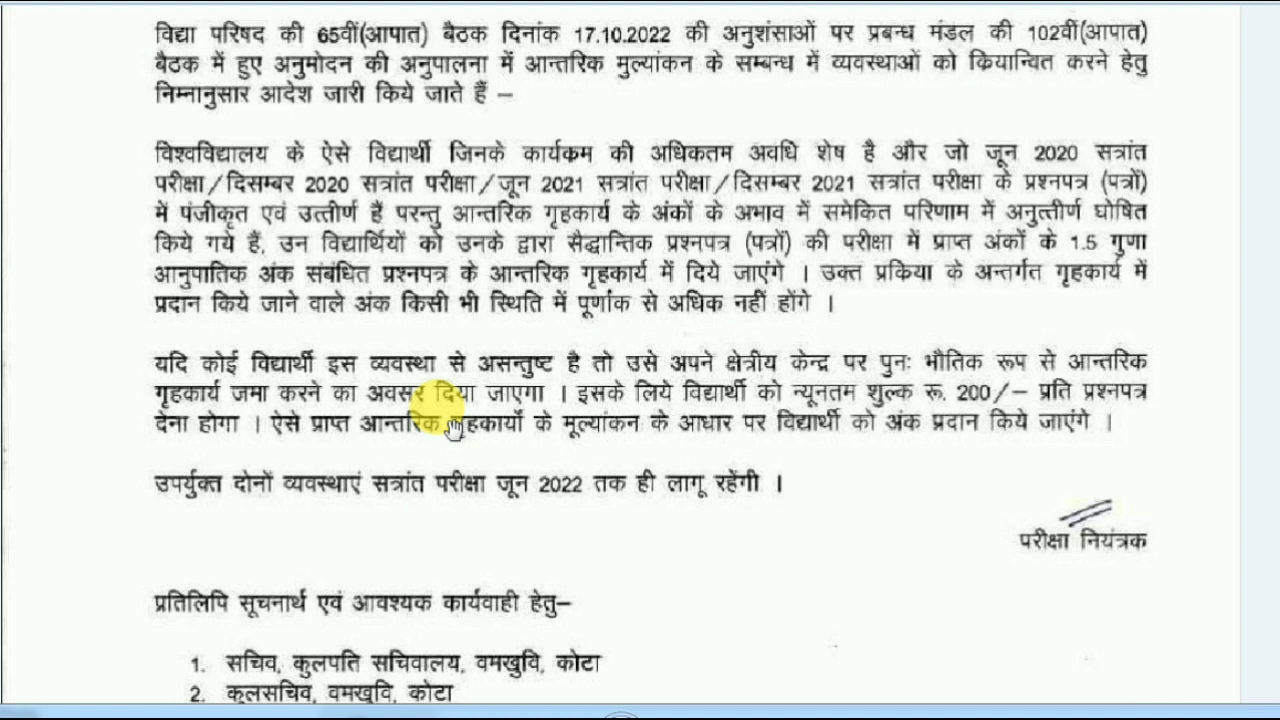 विद्या परिषद की 65वीं(आपात) बैठक दिनांक 17.10.2022 की अनुशंसाओं पर प्रबन्ध मंडल की 102वीं(आपात)
बैठक में हुए अनुमोदन की अनुपालना में आन्तरिक मुल्यांकन के सम्बन्ध में व्यवस्थाओं को क्रियान्वित करने हेतु
निम्नानुसार आदेश जारी किये जाते हैं –
विश्वविद्यालय के ऐसे विद्यार्थी जिनके कार्यकम की अधिकतम अवधि शेष है और जो जून 2020 सत्रांत
परीक्षा/दिसम्बर 2020 सत्रांत परीक्षा/जून 2021 सत्रांत परीक्षा/दिसम्बर 2021 सत्रांत परीक्षा के प्रश्नपत्र (पत्रों)
में पंजीकृत एवं उत्तीर्ण हैं परन्तु आन्तरिक गृहकार्य के अंकों के अभाव में समेकित परिणाम में अनुत्तीर्ण घोषित
किये गये हैं, उन विद्यार्थियों को उनके द्वारा सैद्धान्तिक प्रश्नपत्र (पत्रों) की परीक्षा में प्राप्त अंकों के 1.5 गुणा
आनुपातिक अंक संबंधित प्रश्नपत्र के आन्तरिक गृहकार्य में दिये जाएंगे । उक्त प्रकिया के अन्तर्गत गृहकार्य में
प्रदान किये जाने वाले अंक किसी भी स्थिति में पूर्णांक से अधिक नहीं होंगे ।
यदि कोई विद्यार्थी इस व्यवस्था से असन्तुष्ट है तो उसे अपने क्षेत्रीय केन्द्र पर पुनः भौतिक रूप से आन्तरिक
गृहकार्य जमा करने का अवसर दिया जाएगा । इसके लिये विद्यार्थी को न्यूनतम शुल्क रू. 200/– प्रति प्रश्नपत्र
देना होगा । ऐसे प्राप्त आन्तरिक गृहकार्यों के मूल्यांकन के आधार पर विद्यार्थी को अंक प्रदान किये जाएंगे ।
उपर्युक्त दोनों व्यवस्थाएं सत्रांत परीक्षा जून 2022 तक ही लागू रहेंगी ।
परीक्षा नियंत्रक
प्रतिलिपि सूचनार्थ एवं आवश्यक कार्यवाही हेतु–
1. सचिव, कुलपति सचिवालय, वमखुवि, कोटा
2. कुलसचिव, वमखुवि, कोटा